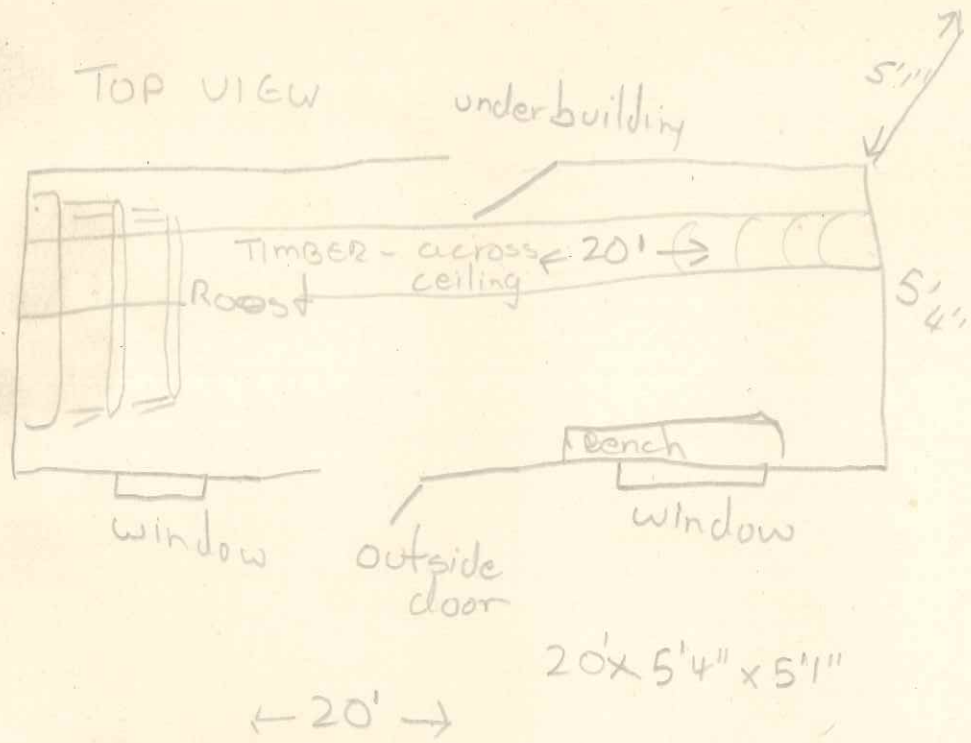 TOP VIEW
underbuilding
5'1"
TIMBER - across
ceiling
20'
Roost
5'
4"
Bench
window
outside
door
window
20' x 5'4" x 5'1"
20'